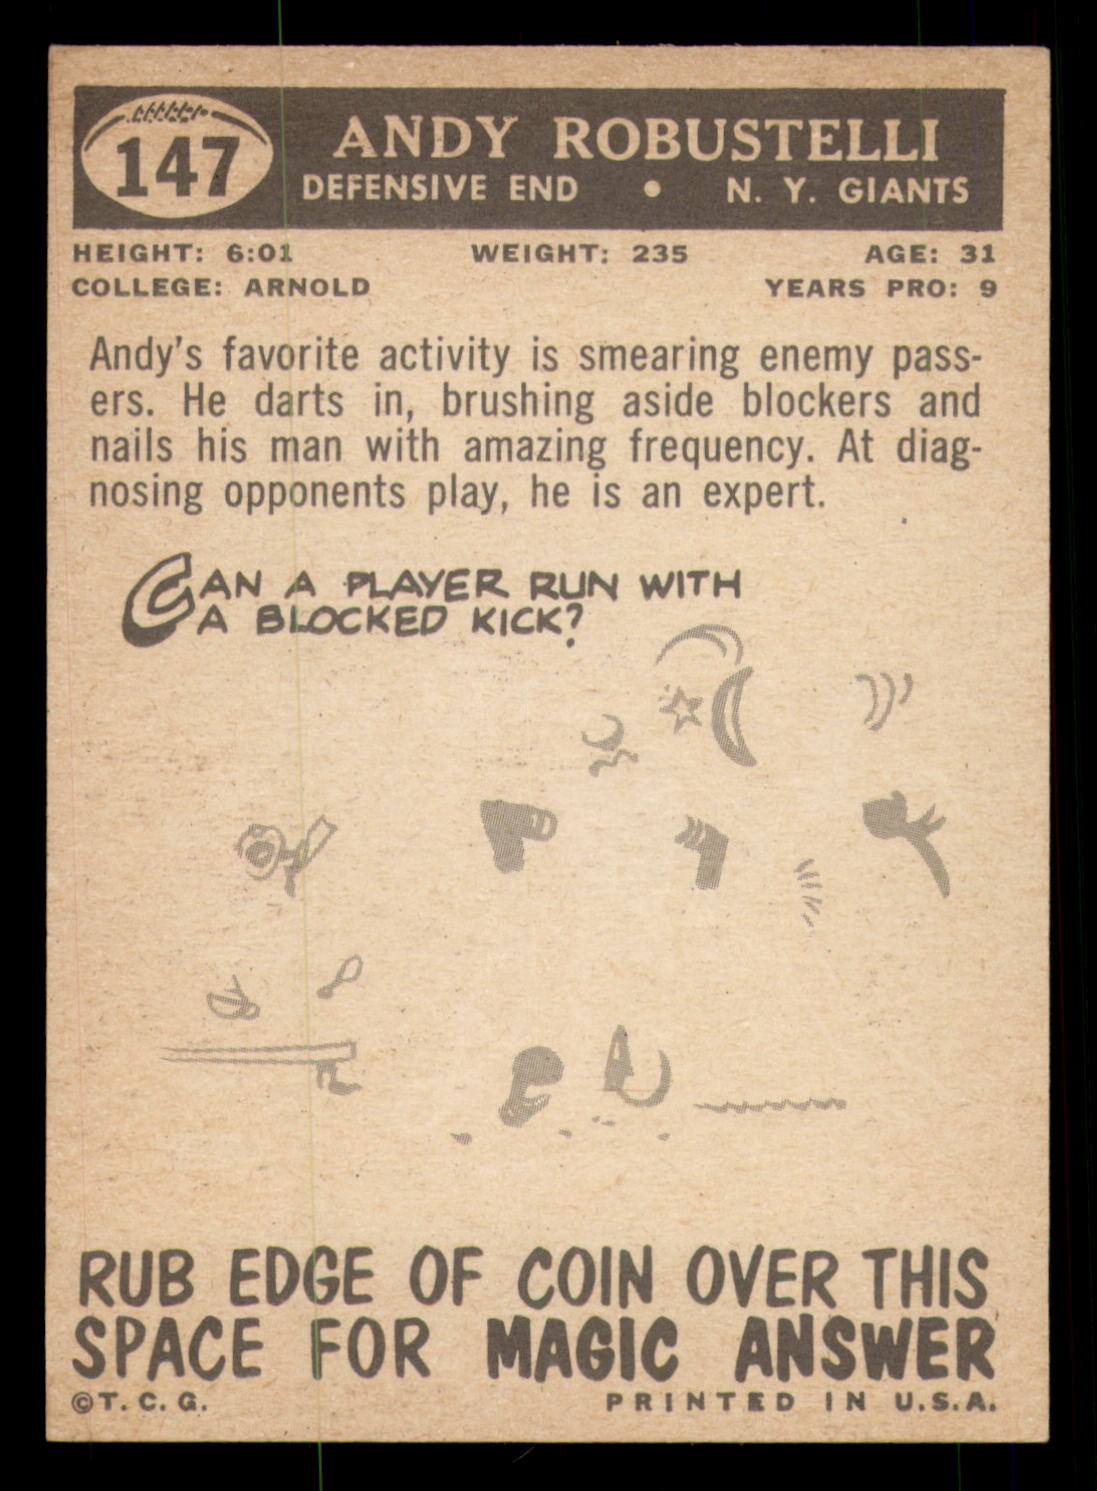 147
ANDY ROBUSTELLI
DEFENSIVE END • N. Y. GIANTS
HEIGHT: 6:01 WEIGHT: 235 AGE: 31
COLLEGE: ARNOLD YEARS PRO: 9
Andy's favorite activity is smearing enemy pass-
ers. He darts in, brushing aside blockers and
nails his man with amazing frequency. At diag-
nosing opponents play, he is an expert.
CAN A PLAYER RUN WITH
A BLOCKED KICK?
RUB EDGE OF COIN OVER THIS
SPACE FOR MAGIC ANSWER
©T. C. G. PRINTED IN U.S.A.